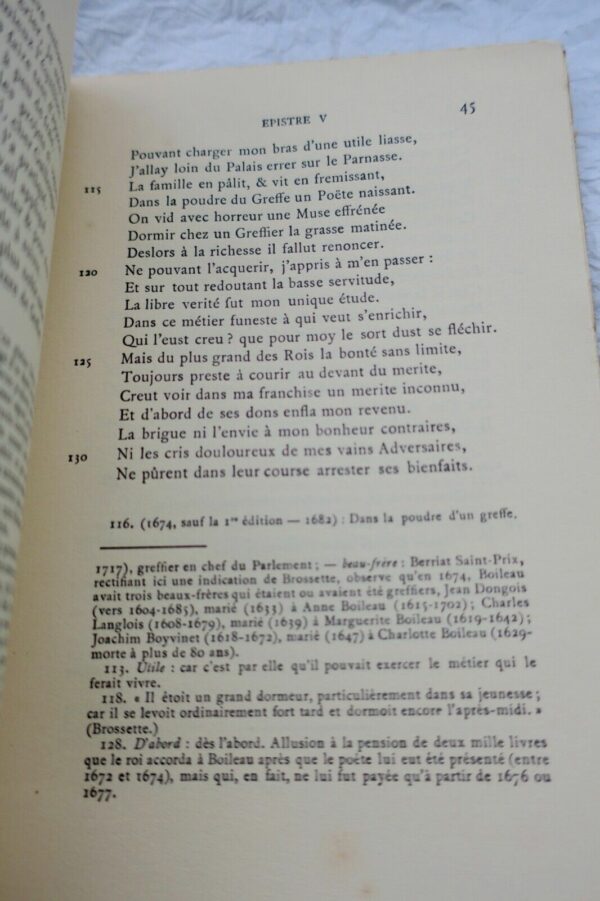 EPISTRE V 45
Pouvant charger mon bras d'une utile liasse,
J'allay loin du Palais errer sur le Parnasse.
115 La famille en pâlit, & vit en fremissant,
Dans la poudre du Greffe un Poëte naissant.
On vid avec horreur une Muse effrénée
Dormir chez un Greffier la grasse matinée.
Deslors à la richesse il fallut renoncer.
120 Ne pouvant l'acquerir, j'appris à m'en passer :
Et sur tout redoutant la basse servitude,
La libre verité fut mon unique étude.
Dans ce métier funeste à qui veut s'enrichir,
Qui l'eust creu ? que pour moy le sort dust se fléchir.
125 Mais du plus grand des Rois la bonté sans limite,
Toujours preste à courir au devant du merite,
Creut voir dans ma franchise un merite inconnu,
Et d'abord de ses dons enfla mon revenu.
La brigue ni l'envie à mon bonheur contraires,
130 Ni les cris douloureux de mes vains Adversaires,
Ne pûrent dans leur course arrester ses bienfaits.
116. (1674, sauf la 1re édition — 1682) : Dans la poudre d'un greffe.
1717), greffier en chef du Parlement ; — beau-frère : Berriat Saint-Prix,
rectifiant ici une indication de Brossette, observe qu'en 1674, Boileau
avait trois beaux-frères qui étaient ou avaient été greffiers, Jean Dongois
(vers 1604-1685), marié (1633) à Anne Boileau (1615-1702) ; Charles
Langlois (1608-1679), marié (1639) à Marguerite Boileau (1619-1642) ;
Joachim Boyvinet (1618-1672), marié (1647) à Charlotte Boileau (1629-
morte à plus de 80 ans).
113. Utile : car c'est par elle qu'il pouvait exercer le métier qui le
ferait vivre.
118. « Il étoit un grand dormeur, particulièrement dans sa jeunesse ;
car il se levoit ordinairement fort tard et dormoit encore l'après-midi. »
(Brossette.)
128. D'abord : dès l'abord. Allusion à la pension de deux mille livres
que le roi accorda à Boileau après que le poète lui eut été présenté (entre
1672 et 1674), mais qui, en fait, ne lui fut payée qu'à partir de 1676 ou
1677.